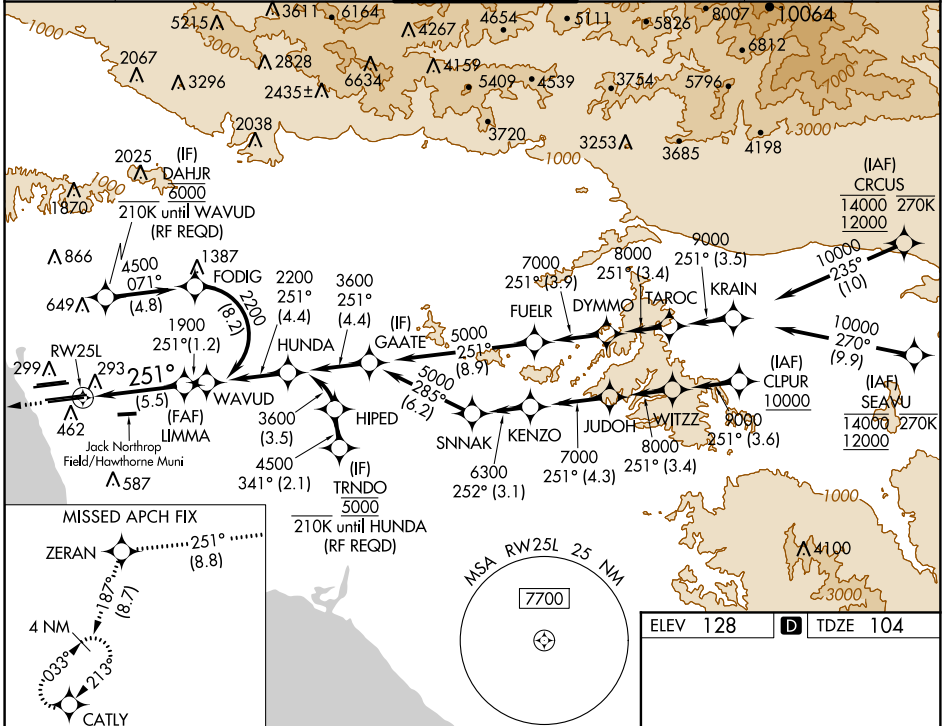 5215
3611
6164
4267
4654
5111
5826
8007
10064
1000
2067
3296
2828
2435±
6634
4159
5409
4539
3754
5796
6812
7000
2038
3720
3253
3685
4198
3000
1000
2025
1870
000
(IF)
DAHJR
6000
210K until WAVUD
(RF REQD)
(IAF)
CRCUS
14000 270K
12000
866
1387
FODIG
649
4500
071°
(4.8)
2200
(8.2)
2200
251°
(4.4)
3600
251°
(4.4)
7000
251° (3.9)
8000
251° (3.4)
9000
251° (3.5)
10000
235°
(10)
FUELR
DYMMO
TAROC
KRAIN
1900
251°(1.2)
HUNDA
(IF)
GAATE
5000
251°
(8.9)
10000
270°
(9.9)
RW25L
299
293
251°
(5.5)
(FAF)
LIMMA
WAVUD
462
Jack Northrop
Field/Hawthorne Muni
587
3600
(3.5)
HIPED
4500
341° (2.1)
(IF)
TRNDO
5000
210K until HUNDA
(RF REQD)
5000
285°
(6.2)
SNNAK
KENZO
JUDOH
WITZZ
(IAF)
CLPUR
10000
6300
252° (3.1)
7000
251° (4.3)
8000
251° (3.4)
9000
251° (3.6)
(IAF)
SEAVU
14000 270K
12000
MISSED APCH FIX
ZERAN
251°
(8.8)
187°
(8.7)
4 NM
033°
213°
CATLY
MSA RW25L 25 NM
7700
1000
4100
3000
ELEV 128
D
TDZE 104